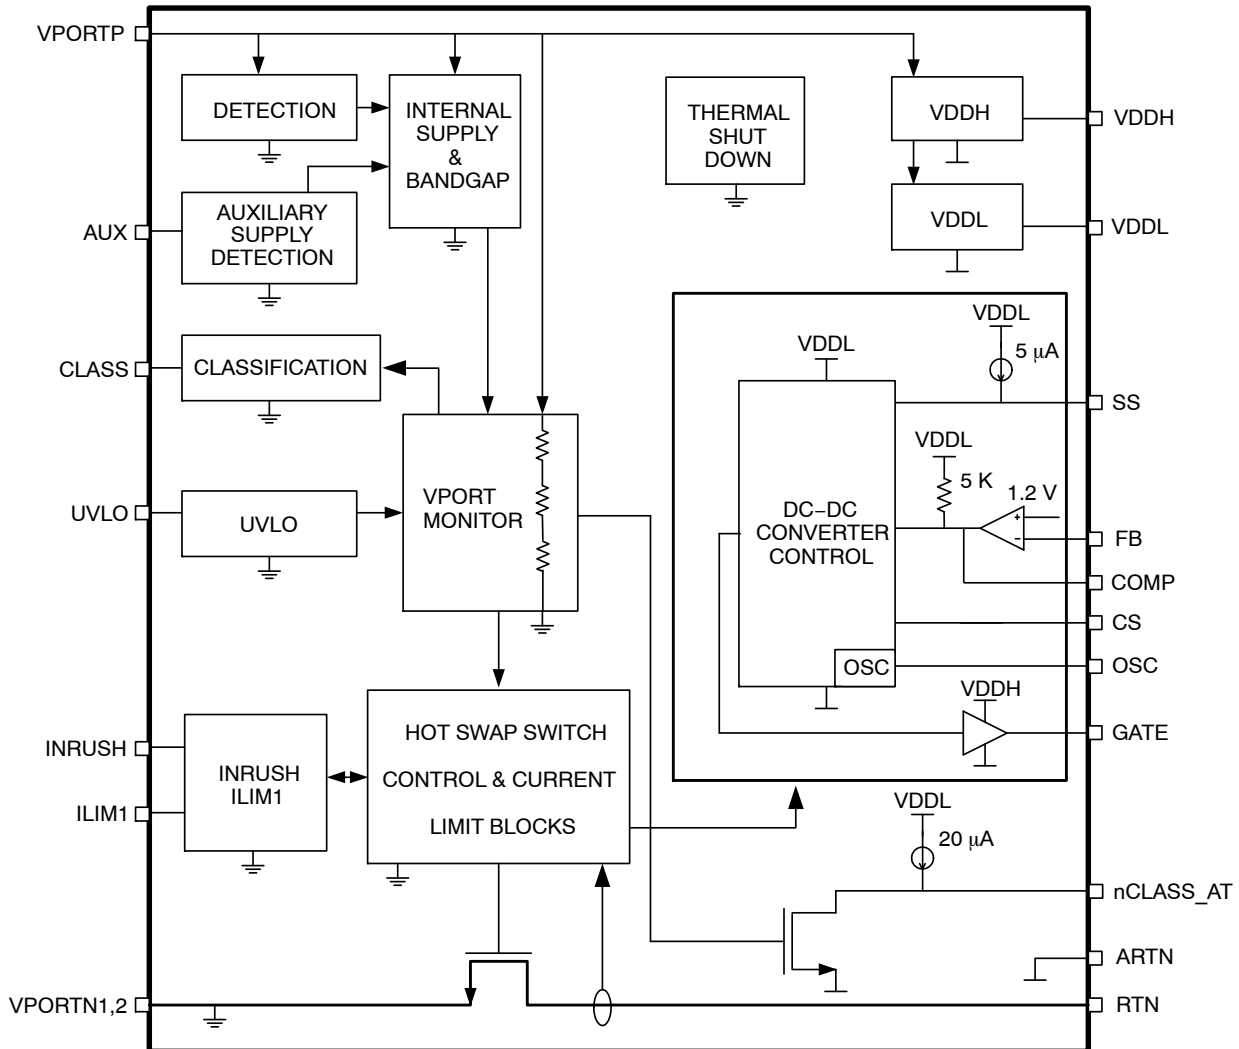 VPORTP
DETECTION
INTERNAL
SUPPLY
&
BANDGAP
THERMAL
SHUT
DOWN
VDDH
VDDH
AUX
AUXILIARY
SUPPLY
DETECTION
VDDL
VDDL
CLASS
CLASSIFICATION
VDDL
VDDL
5 μA
SS
UVLO
UVLO
VPORT
MONITOR
DC−DC
CONVERTER
CONTROL
VDDL
5 K
1.2 V
+
−
FB
COMP
CS
OSC
OSC
VDDH
GATE
INRUSH
ILIM1
INRUSH
ILIM1
HOT SWAP SWITCH
CONTROL & CURRENT
LIMIT BLOCKS
VDDL
20 μA
nCLASS_AT
ARTN
VPORTN1,2
RTN